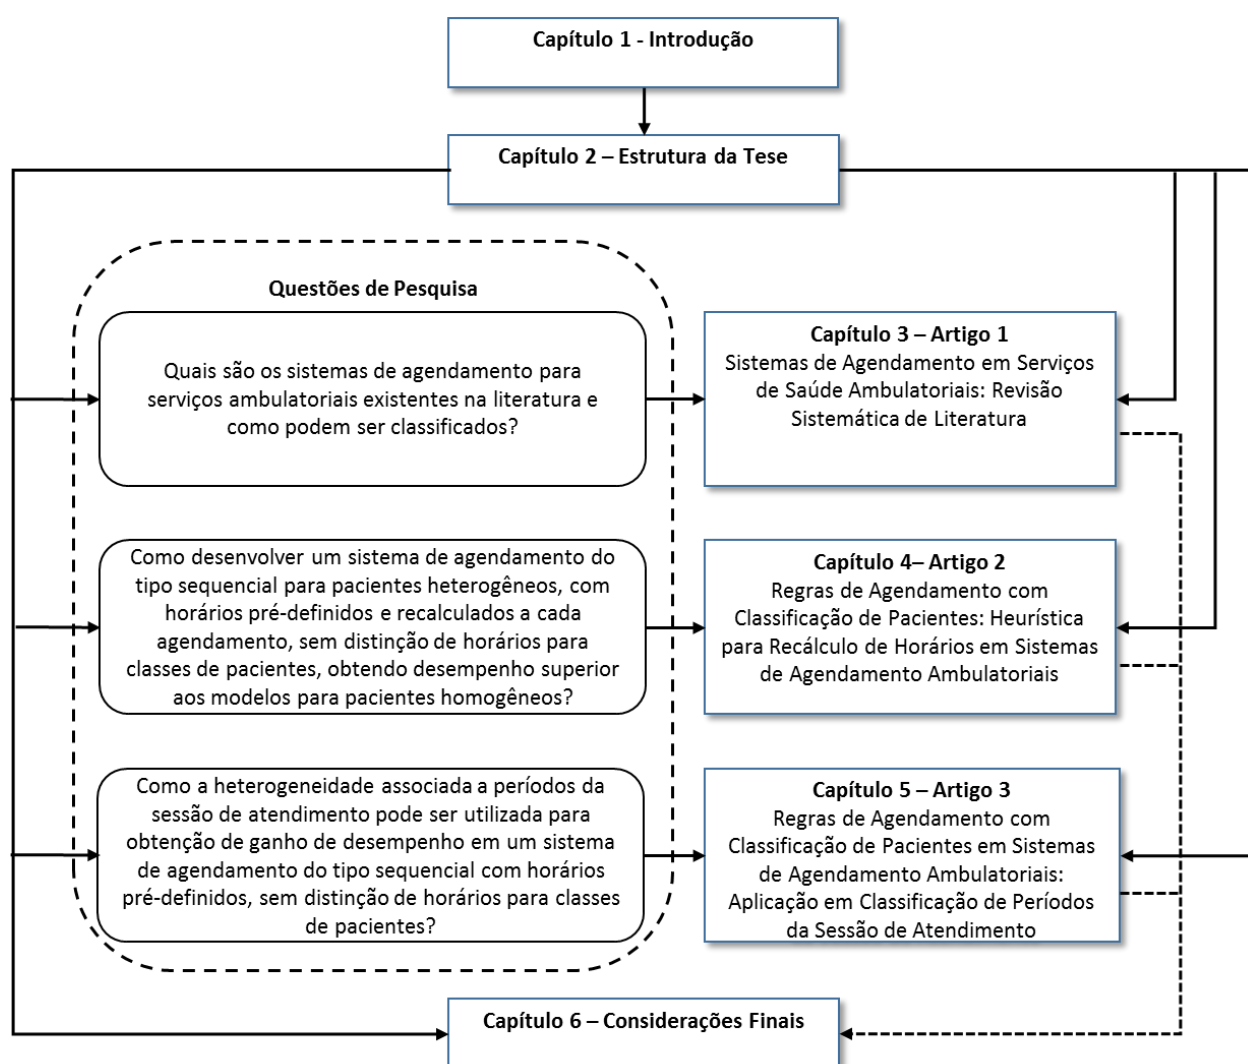 Capítulo 1 - Introdução
Capítulo 2 – Estrutura da Tese
Questões de Pesquisa
Quais são os sistemas de agendamento para
serviços ambulatoriais existentes na literatura e
como podem ser classificados?
Capítulo 3 – Artigo 1
Sistemas de Agendamento em Serviços
de Saúde Ambulatoriais: Revisão
Sistemática de Literatura
Como desenvolver um sistema de agendamento do
tipo sequencial para pacientes heterogêneos, com
horários pré-definidos e recalculados a cada
agendamento, sem distinção de horários para
classes de pacientes, obtendo desempenho superior
aos modelos para pacientes homogêneos?
Capítulo 4– Artigo 2
Regras de Agendamento com
Classificação de Pacientes: Heurística
para Recálculo de Horários em Sistemas
de Agendamento Ambulatoriais
Como a heterogeneidade associada a períodos da
sessão de atendimento pode ser utilizada para
obtenção de ganho de desempenho em um sistema
de agendamento do tipo sequencial com horários
pré-definidos, sem distinção de horários para classes
de pacientes?
Capítulo 5 – Artigo 3
Regras de Agendamento com
Classificação de Pacientes em Sistemas
de Agendamento Ambulatoriais:
Aplicação em Classificação de Períodos
da Sessão de Atendimento
Capítulo 6 – Considerações Finais